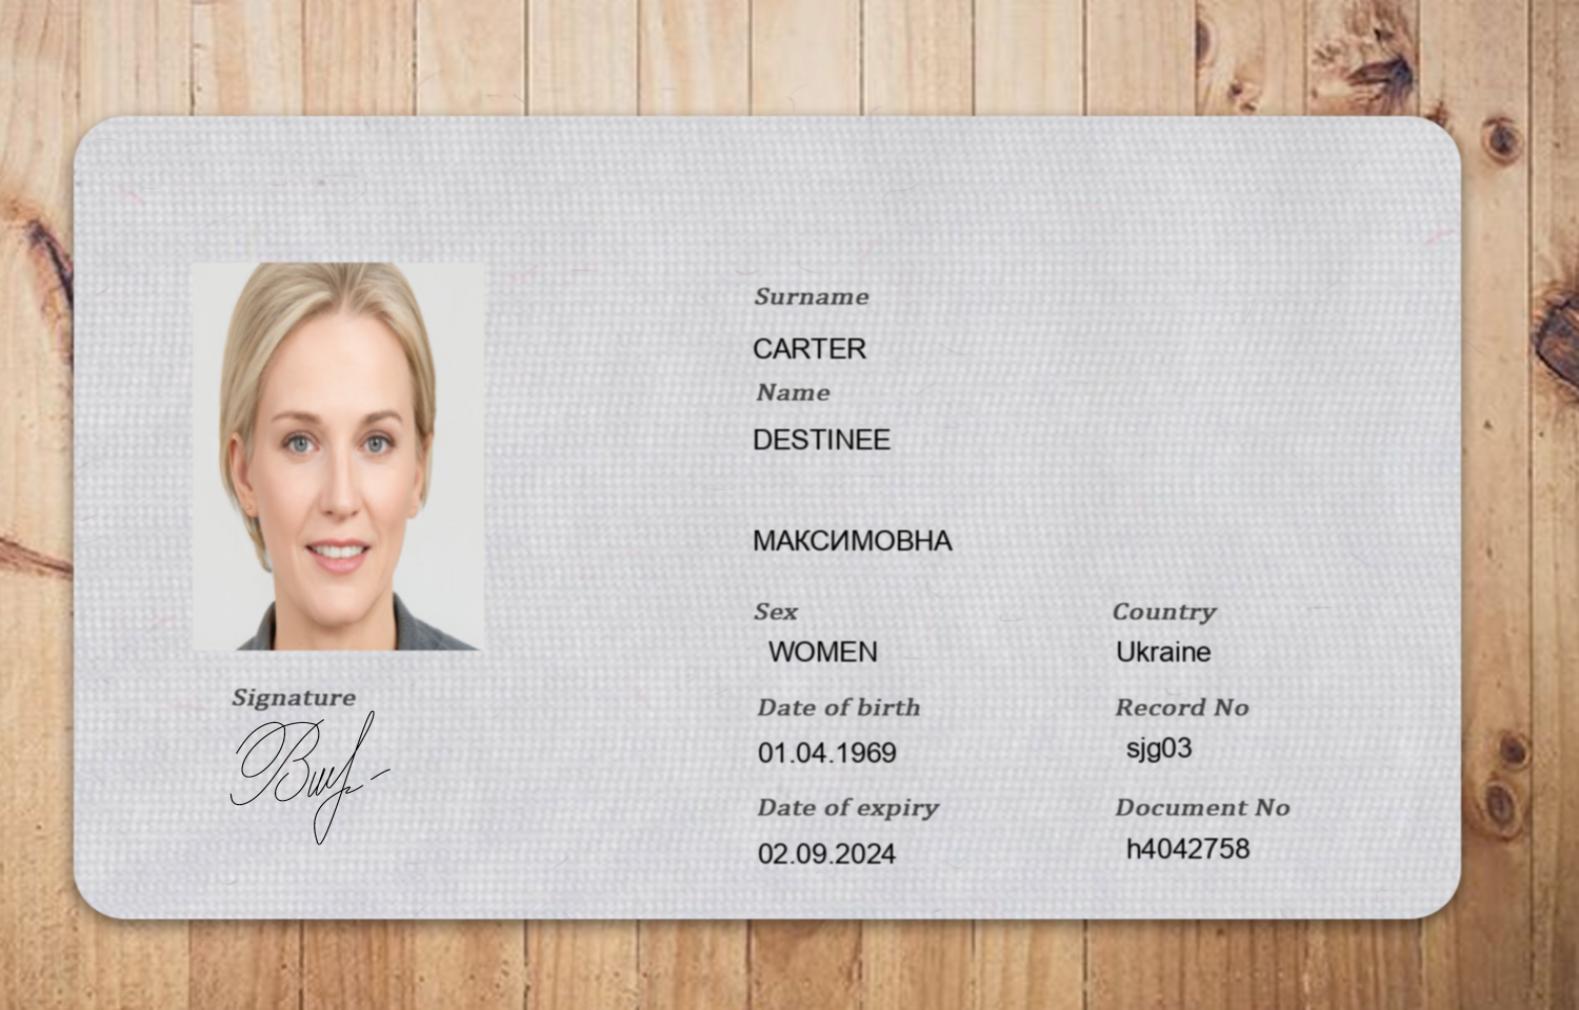 Surname
CARTER
Name
DESTINEE
МАКСИМОВНА
Sex
Country
WOMEN
Ukraine
Date of birth
Record No
01.04.1969
sjg03
Date of expiry
Document No
02.09.2024
h4042758
Signature